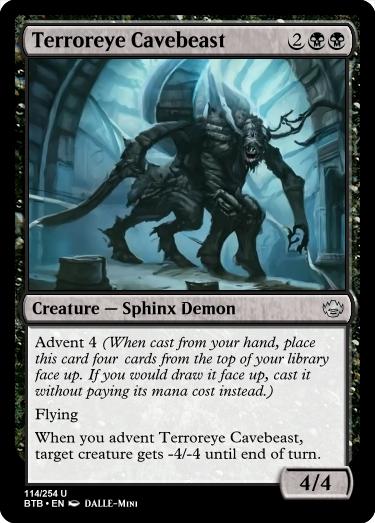 Terroreye Cavebeast 2
Creature — Sphinx Demon
Advent 4 (When cast from your hand, place
this card four cards from the top of your library
face up. If you would draw it face up, cast it
without paying its mana cost instead.)
Flying
When you advent Terroreye Cavebeast,
target creature gets -4/-4 until end of turn.
4/4
114/254 U
BTB • EN DALLE-Mini